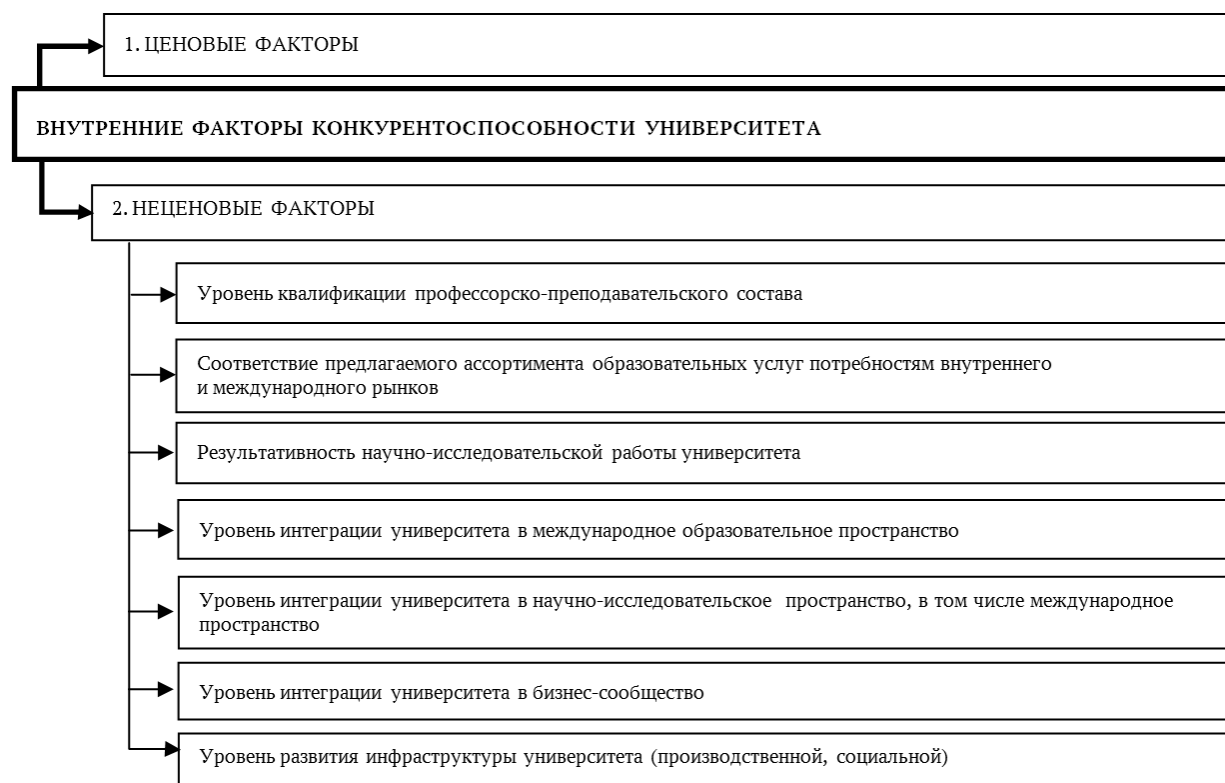 1. ЦЕНОВЫЕ ФАКТОРЫ
ВНУТРЕННИЕ ФАКТОРЫ КОНКУРЕНТОСПОСОБНОСТИ УНИВЕРСИТЕТА
2. НЕЦЕНОВЫЕ ФАКТОРЫ
Уровень квалификации профессорско-преподавательского состава
Соответствие предлагаемого ассортимента образовательных услуг потребностям внутреннего
и международного рынков
Результативность научно-исследовательской работы университета
Уровень интеграции университета в международное образовательное пространство
Уровень интеграции университета в научно-исследовательское пространство, в том числе международное
пространство
Уровень интеграции университета в бизнес-сообщество
Уровень развития инфраструктуры университета (производственной, социальной)